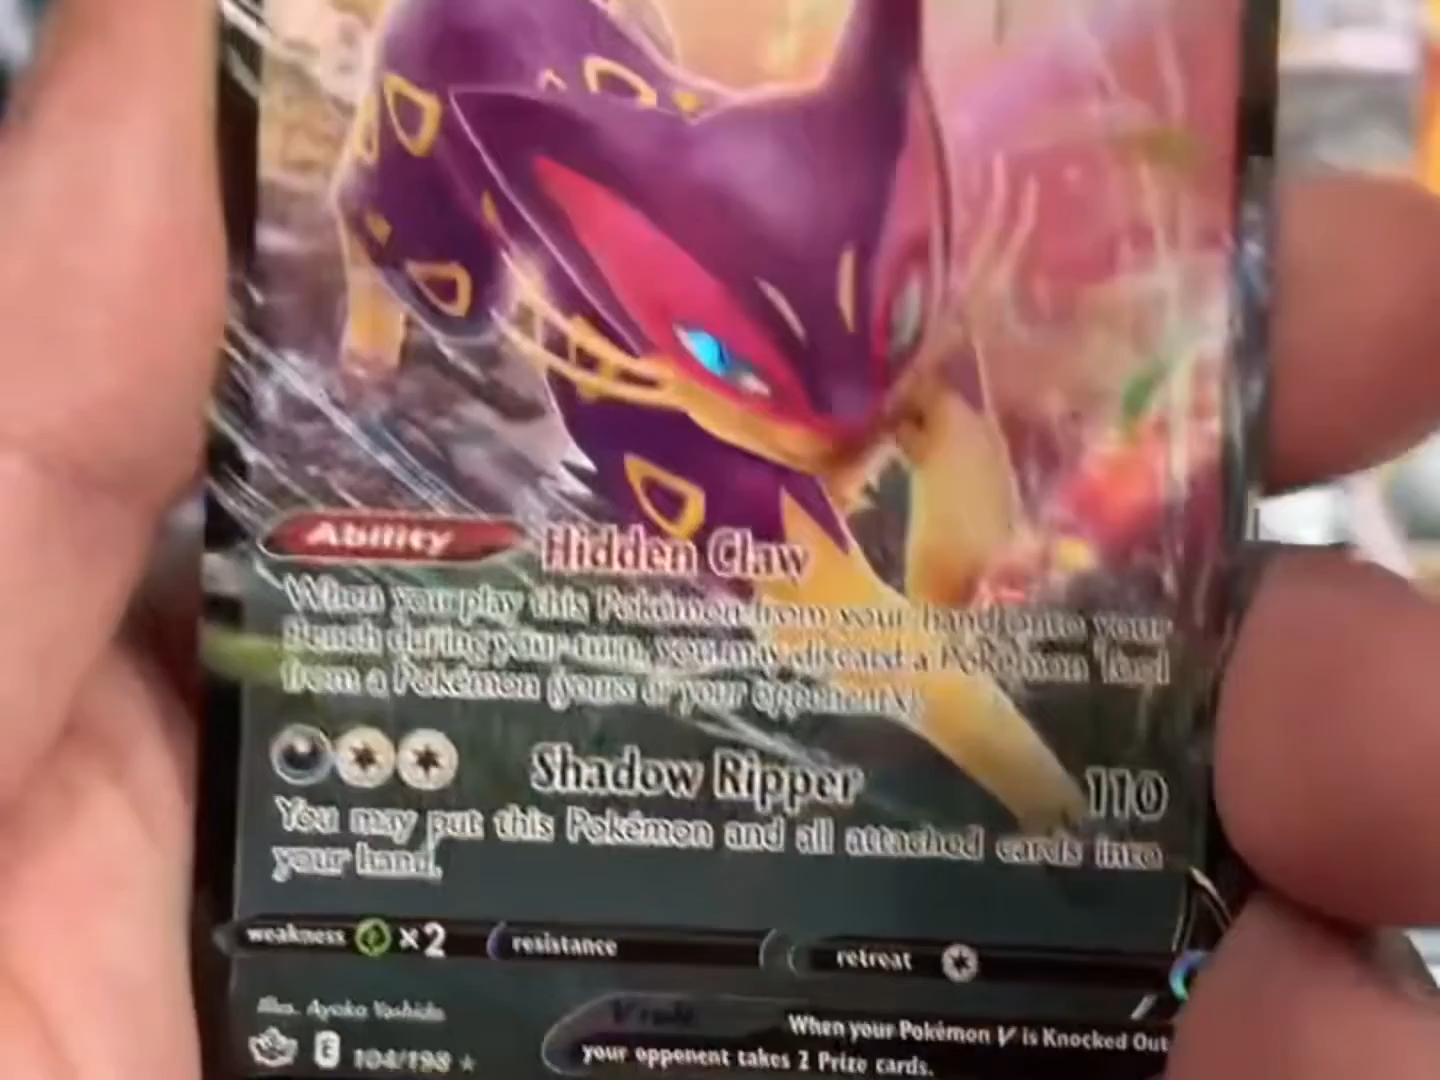 Ability Hidden Claw
When you play this Pokémon from your hand onto your
Bench during your turn, you may discard a Pokémon Tool
from a Pokémon (yours or your opponent's).
Shadow Ripper 110
You may put this Pokémon and all attached cards into
your hand.
weakness ×2 resistance retreat
Illus. Ayaka Yoshida
V rule When your Pokémon V is Knocked Out,
your opponent takes 2 Prize cards.
E 104/198